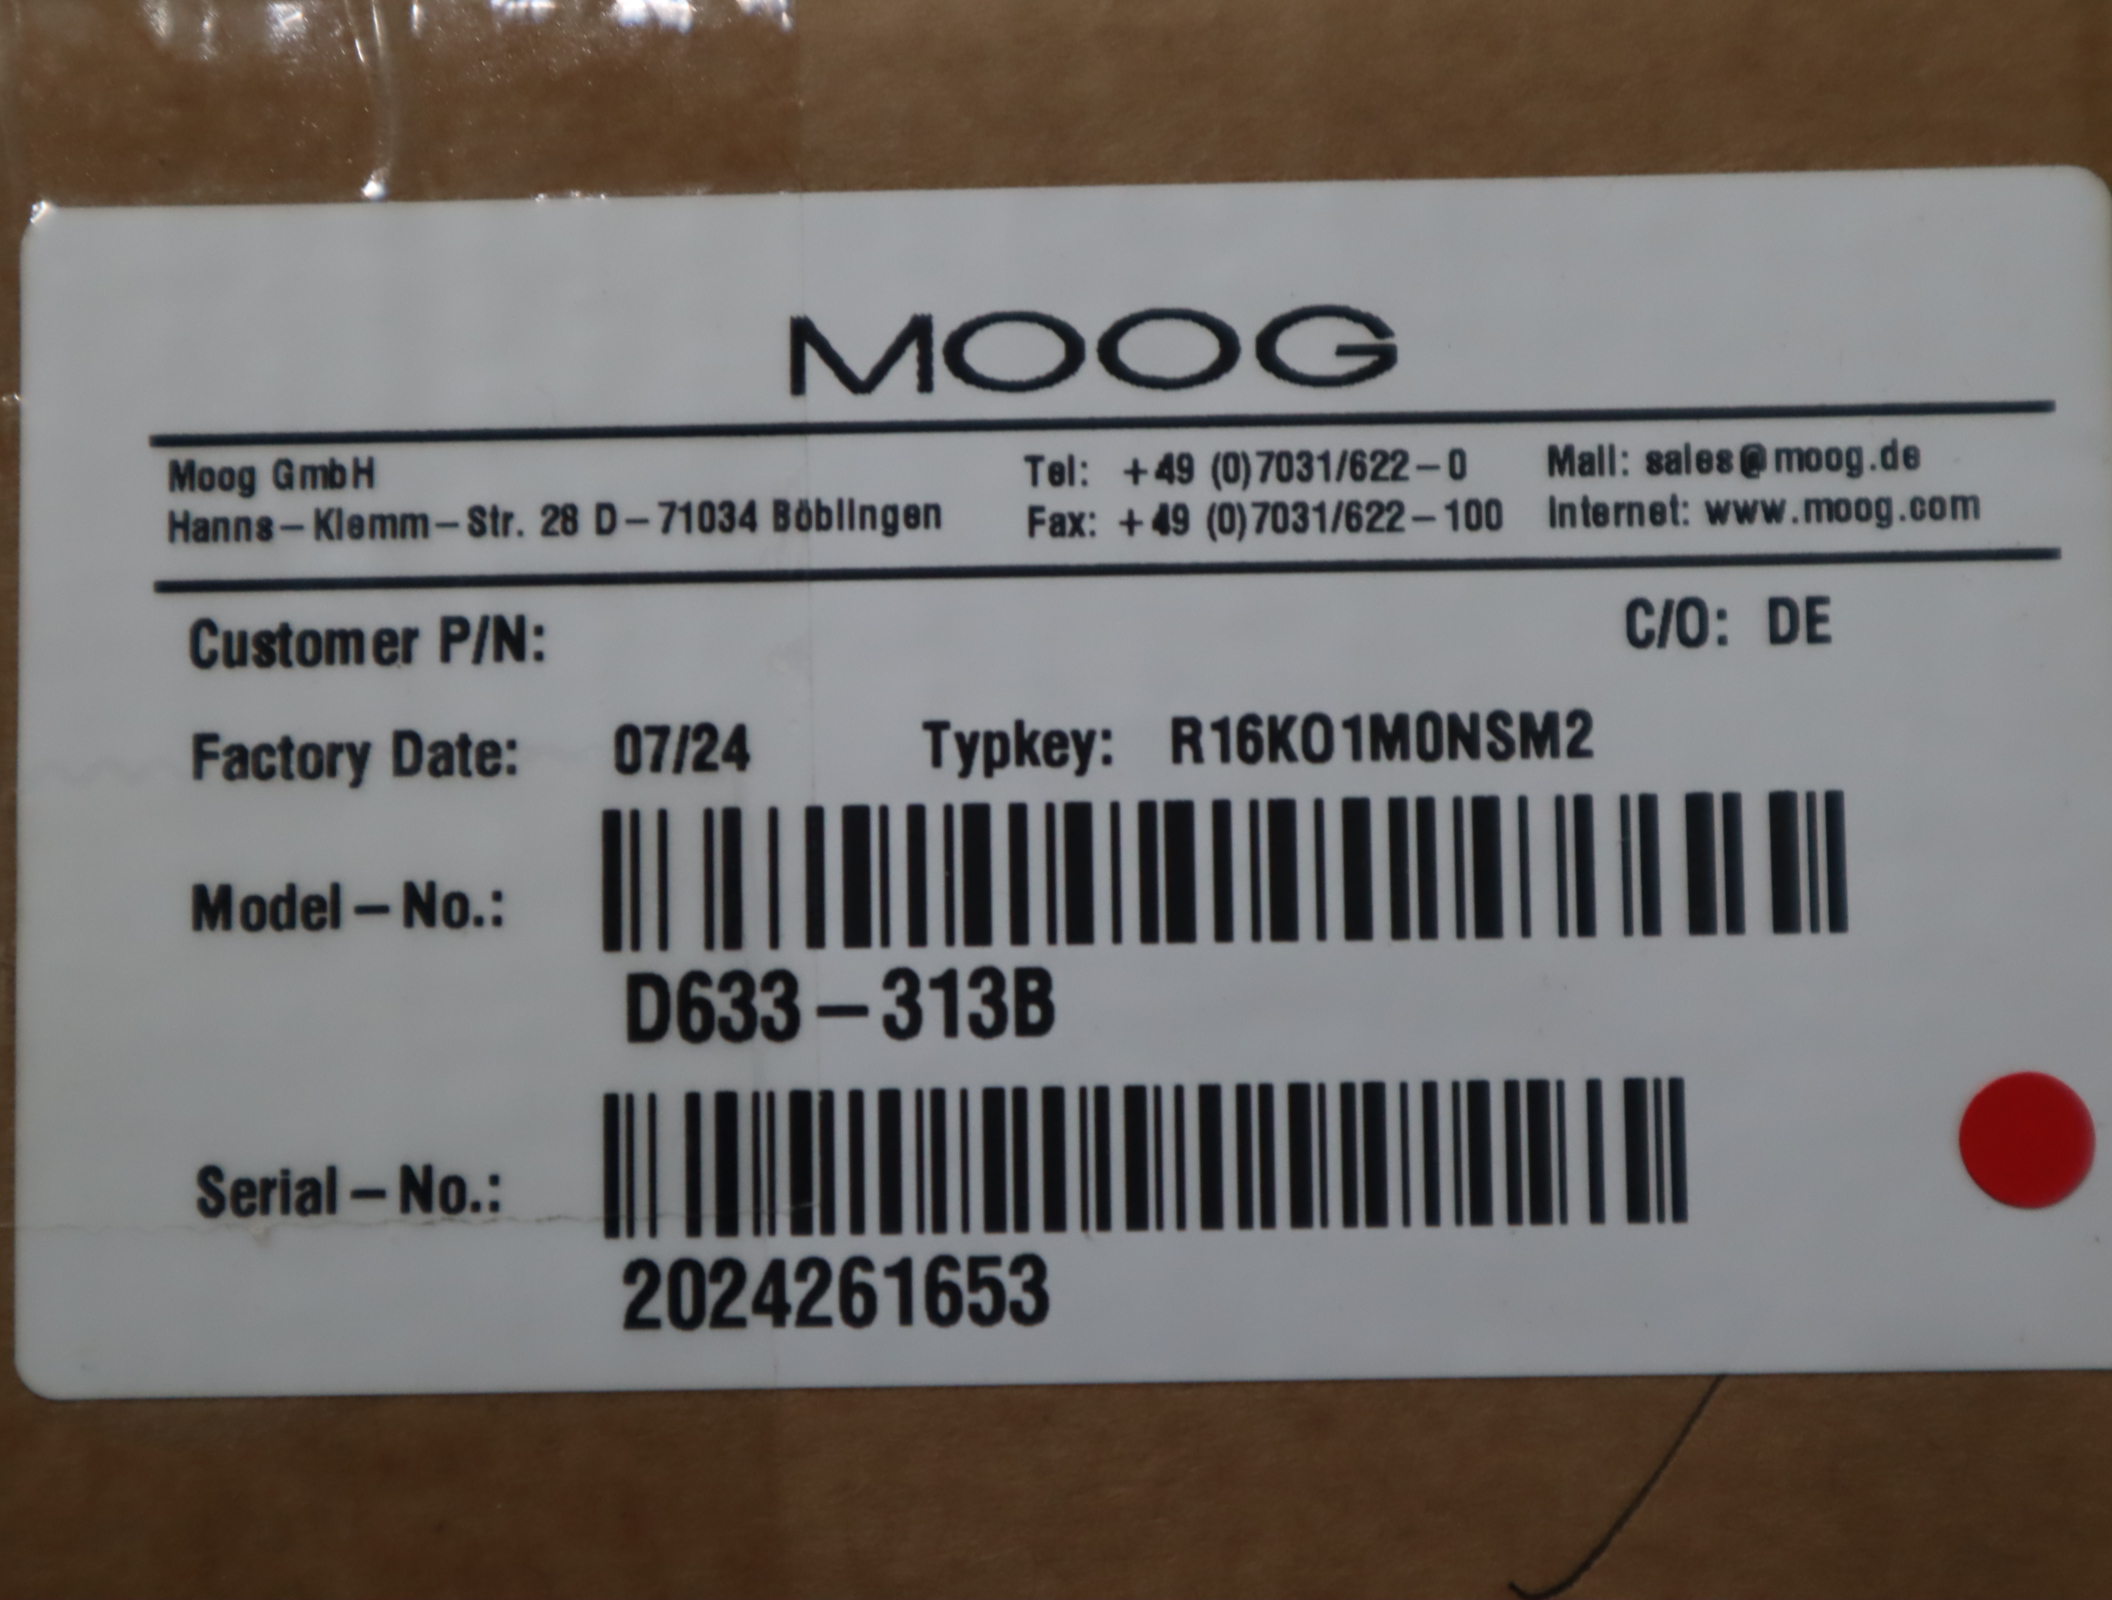 MOOG
Moog GmbH
Hanns-Klemm-Str. 28 D-71034 Böblingen
Tel: +49 (0)7031/622-0
Fax: +49 (0)7031/622-100
Mail: sales@moog.de
Internet: www.moog.com
Customer P/N:
C/O: DE
Factory Date: 07/24 Typkey: R16KO1M0NSM2
Model-No.:
D633-313B
Serial-No.:
2024261653